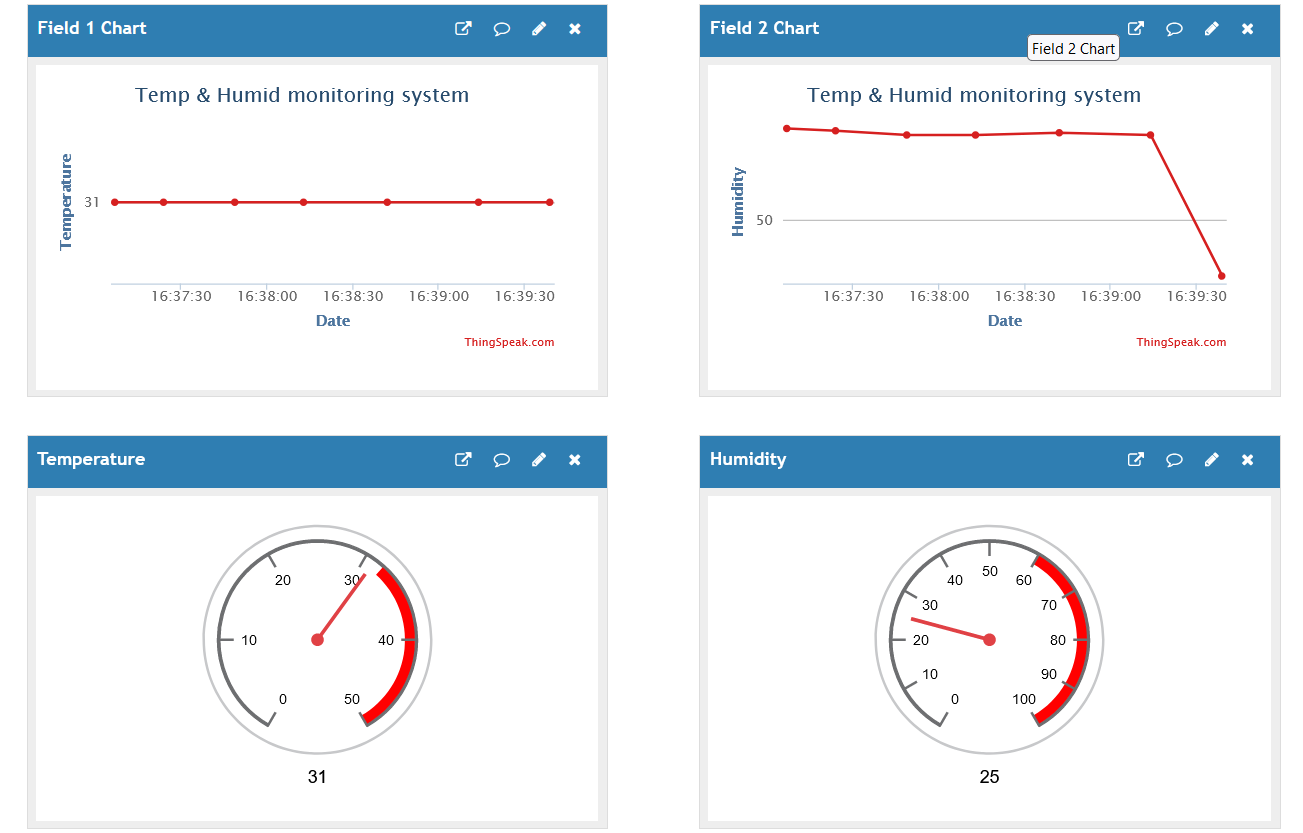 Field 1 Chart
Temp & Humid monitoring system
Temperature
31
16:37:30 16:38:00 16:38:30 16:39:00 16:39:30
Date
ThingSpeak.com
Field 2 Chart
Field 2 Chart
Temp & Humid monitoring system
Humidity
50
16:37:30 16:38:00 16:38:30 16:39:00 16:39:30
Date
ThingSpeak.com
Temperature
20 30
10 40
0 50
31
Humidity
50
40 60
30 70
20 80
10 90
0 100
25